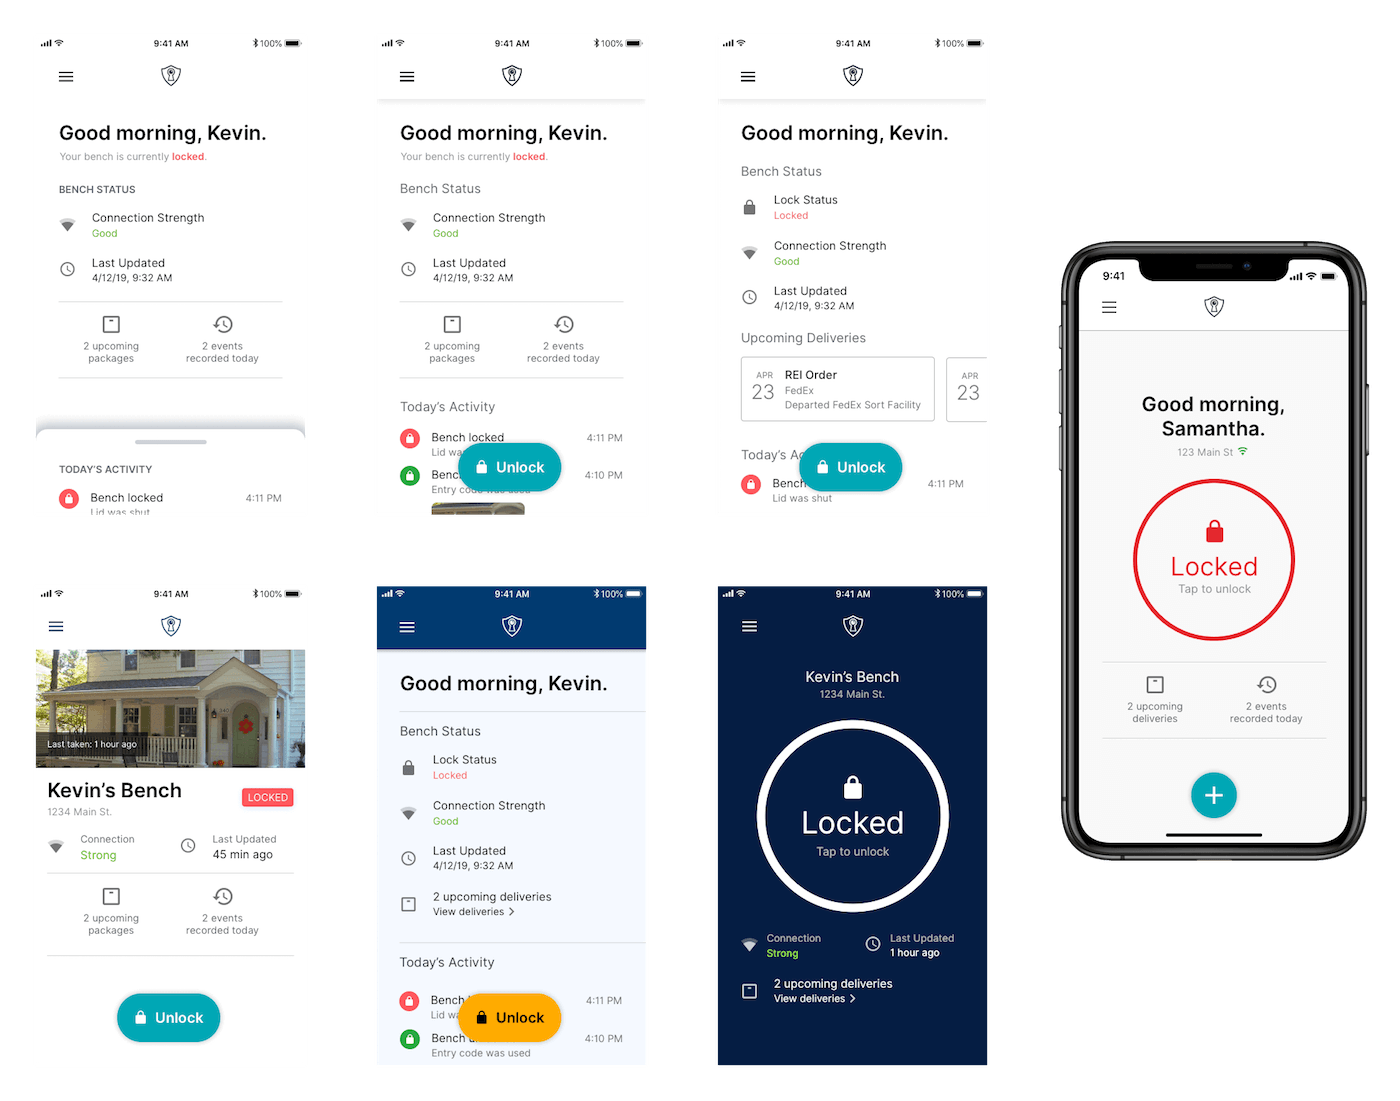 9:41 AM
100%
Good morning, Kevin.
Your bench is currently locked.
BENCH STATUS
Connection Strength
Good
Last Updated
4/12/19, 9:32 AM
2 upcoming
packages
2 events
recorded today
TODAY'S ACTIVITY
Bench locked
4:11 PM
Lid was shut
9:41 AM
100%
Good morning, Kevin.
Your bench is currently locked.
Bench Status
Connection Strength
Good
Last Updated
4/12/19, 9:32 AM
2 upcoming
packages
2 events
recorded today
Today's Activity
Bench locked
4:11 PM
Lid
Unlock
4:10 PM
Entry code was used
9:41 AM
100%
Good morning, Kevin.
Bench Status
Lock Status
Locked
Connection Strength
Good
Last Updated
4/12/19, 9:32 AM
Upcoming Deliveries
APR
23
REI Order
FedEx
Departed FedEx Sort Facility
APR
23
Today's
Unlock
Bench
4:11 PM
Lid was shut
9:41
Good morning,
Samantha.
123 Main St
Locked
Tap to unlock
2 upcoming
deliveries
2 events
recorded today
9:41 AM
100%
Last taken: 1 hour ago
Kevin's Bench
LOCKED
1234 Main St.
Connection
Strong
Last Updated
45 min ago
2 upcoming
packages
2 events
recorded today
Unlock
9:41 AM
100%
Good morning, Kevin.
Bench Status
Lock Status
Locked
Connection Strength
Good
Last Updated
4/12/19, 9:32 AM
2 upcoming deliveries
View deliveries
Today's Activity
Bench
4:11 PM
Lid
Unlock
Bench
4:10 PM
Entry code was used
9:41 AM
100%
Kevin's Bench
1234 Main St.
Locked
Tap to unlock
Connection
Strong
Last Updated
1 hour ago
2 upcoming deliveries
View deliveries